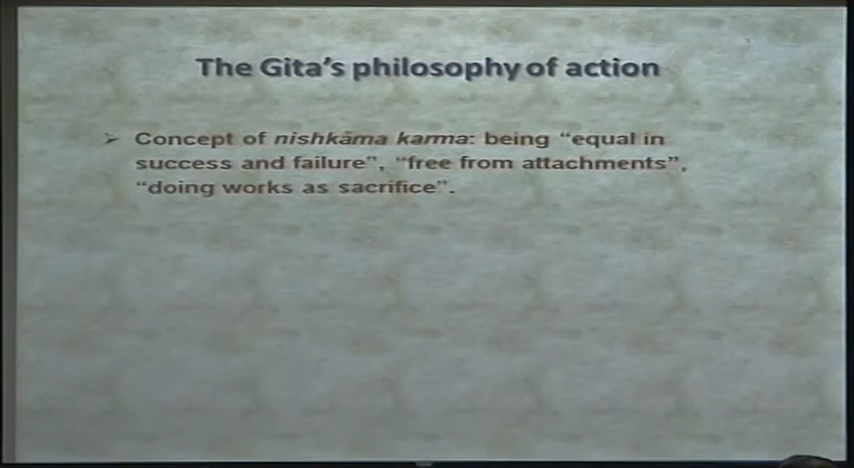 The Gita's philosophy of action
➢ Concept of nishkāma karma: being “equal in
success and failure”, “free from attachments”,
“doing works as sacrifice”.